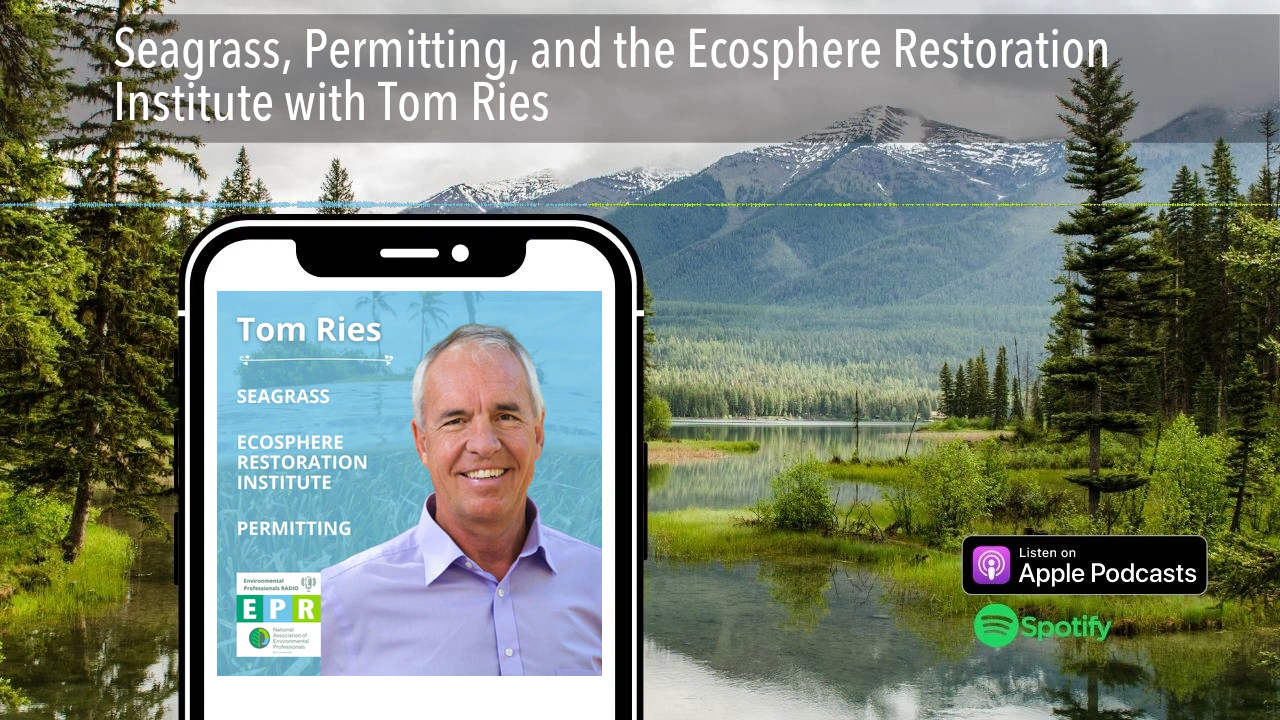 Seagrass, Permitting, and the Ecosphere Restoration
Institute with Tom Ries
Tom Ries
SEAGRASS
ECOSPHERE
RESTORATION
INSTITUTE
PERMITTING
Environmental
Professionals RADIO
E P R
National
Association of
Environmental
Professionals
Listen on
Apple Podcasts
Spotify